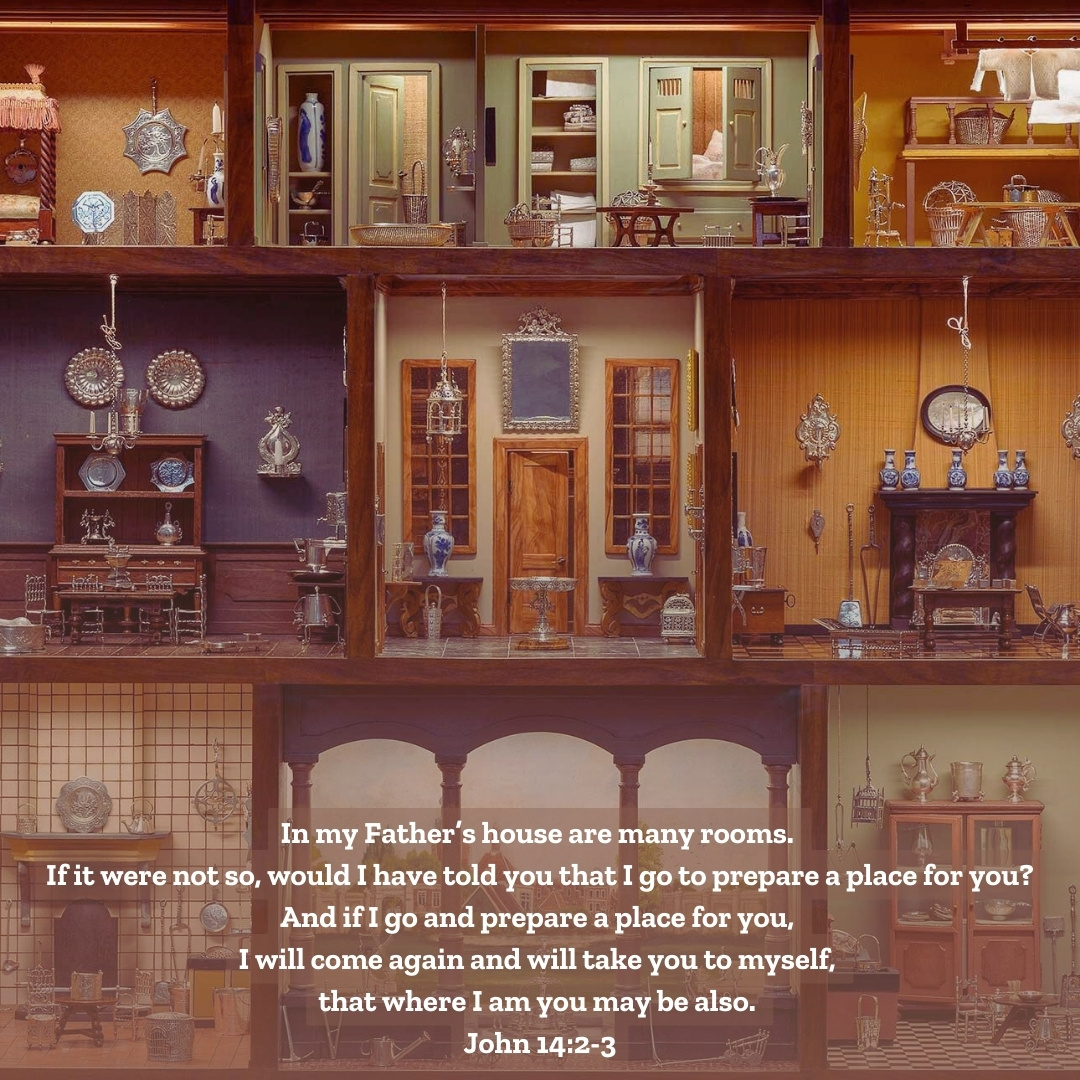 In my Father's house are many rooms.
If it were not so, would I have told you that I go to prepare a place for you?
And if I go and prepare a place for you,
I will come again and will take you to myself,
that where I am you may be also.
John 14:2-3